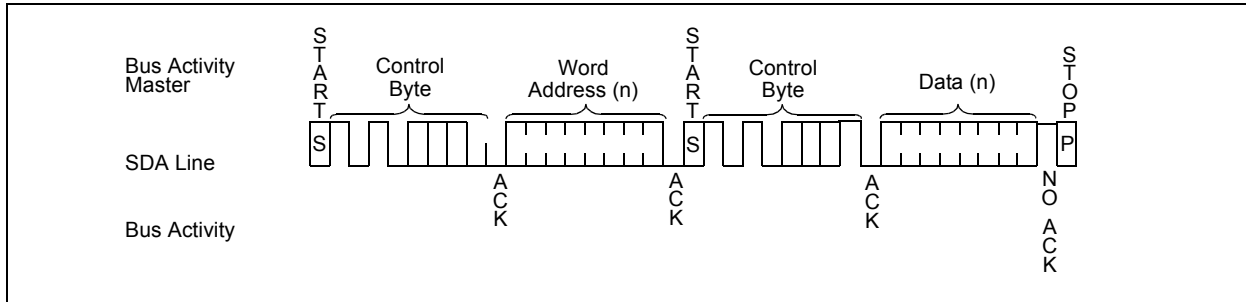 START
START
STOP
Bus Activity
Master
Control
Byte
Word
Address (n)
Control
Byte
Data (n)
S
S
P
SDA Line
ACK
ACK
ACK
NO ACK
Bus Activity